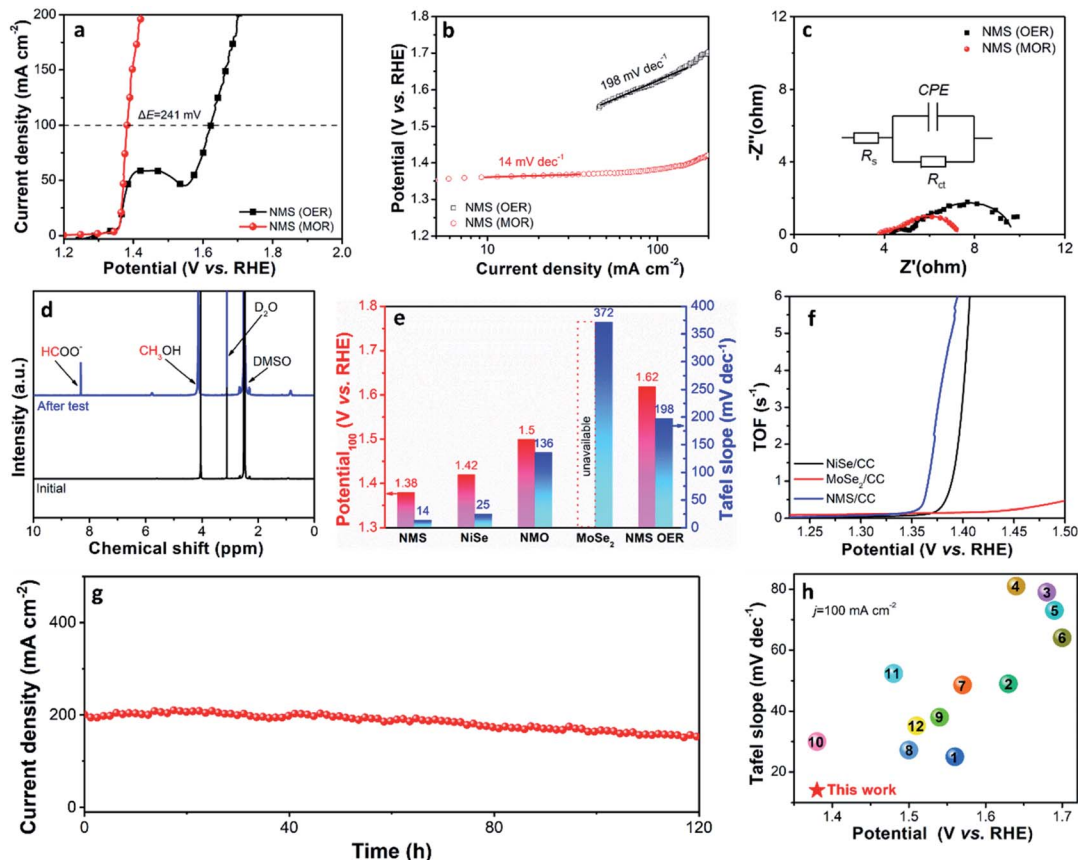 a
Current density (mA cm⁻²)
200
150
100
50
0
ΔE=241 mV
NMS (OER)
NMS (MOR)
1.2 1.4 1.6 1.8 2.0
Potential (V vs. RHE)
b
Potential (V vs. RHE)
1.8
1.6
1.4
1.2
198 mV dec⁻¹
14 mV dec⁻¹
NMS (OER)
NMS (MOR)
10 100
Current density (mA cm⁻²)
c
-Z''(ohm)
12
8
4
0
NMS (OER)
NMS (MOR)
CPE
Rs
Rct
0 4 8 12
Z'(ohm)
d
Intensity (a.u.)
D₂O
HCOO⁻
CH₃OH
DMSO
After test
Initial
10 8 6 4 2 0
Chemical shift (ppm)
e
Potential₁₀₀ (V vs. RHE)
1.8
1.7
1.6
1.5
1.4
1.3
1.38
14
1.42
25
1.5
136
unavailable
372
1.62
198
NMS NiSe NMO MoSe₂ NMS OER
400
350
300
250
200
150
100
50
0
Tafel slope (mV dec⁻¹)
f
TOF (s⁻¹)
6
5
4
3
2
1
0
NiSe/CC
MoSe₂/CC
NMS/CC
1.25 1.30 1.35 1.40 1.45 1.50
Potential (V vs. RHE)
g
Current density (mA cm⁻²)
400
200
0
0 40 80 120
Time (h)
h
Tafel slope (mV dec⁻¹)
80
60
40
20
j=100 mA cm⁻²
4
3
5
6
11
7
2
9
12
10
8
1
This work
1.4 1.5 1.6 1.7
Potential (V vs. RHE)